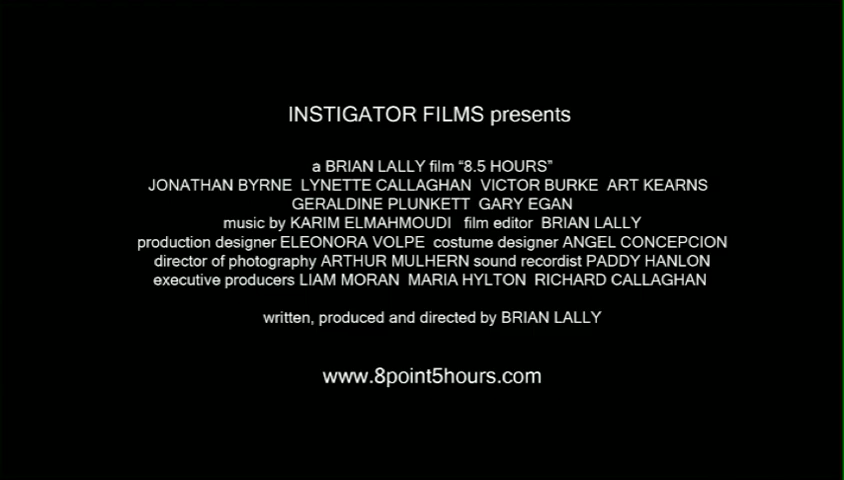 INSTIGATOR FILMS presents
a BRIAN LALLY film “8.5 HOURS”
JONATHAN BYRNE LYNETTE CALLAGHAN VICTOR BURKE ART KEARNS
GERALDINE PLUNKETT GARY EGAN
music by KARIM ELMAHMOUDI film editor BRIAN LALLY
production designer ELEONORA VOLPE costume designer ANGEL CONCEPCION
director of photography ARTHUR MULHERN sound recordist PADDY HANLON
executive producers LIAM MORAN MARIA HYLTON RICHARD CALLAGHAN
written, produced and directed by BRIAN LALLY
www.8point5hours.com